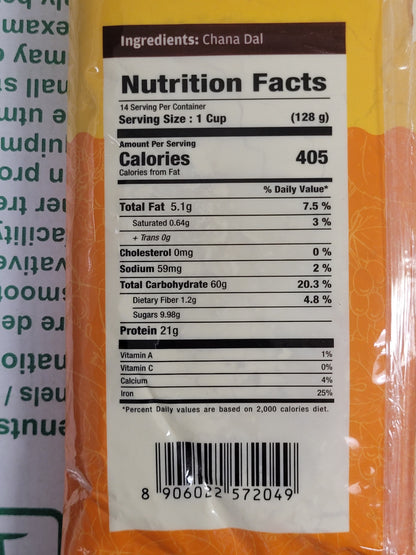 Ingredients: Chana Dal
Nutrition Facts
14 Serving Per Container
Serving Size : 1 Cup (128 g)
Amount Per Serving
Calories 405
Calories from Fat
% Daily Value*
Total Fat 5.1g 7.5 %
Saturated 0.64g 3 %
+ Trans 0g
Cholesterol 0mg 0 %
Sodium 59mg 2 %
Total Carbohydrate 60g 20.3 %
Dietary Fiber 1.2g 4.8 %
Sugars 9.98g
Protein 21g
Vitamin A 1%
Vitamin C 0%
Calcium 4%
Iron 25%
*Percent Daily values are based on 2,000 calories diet.
8 906022 572049